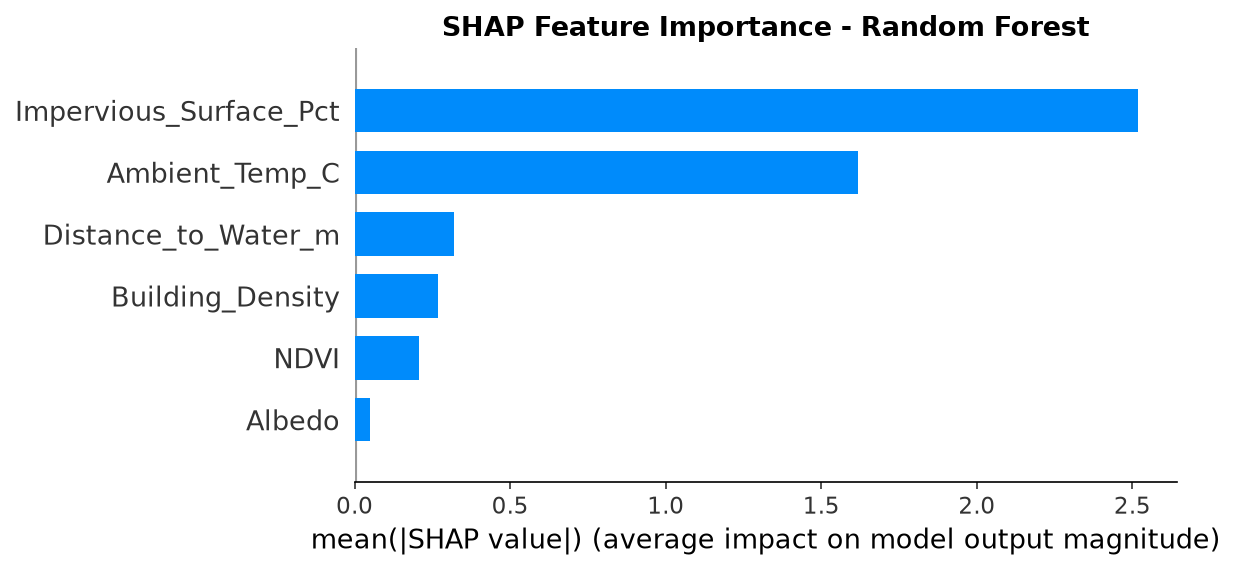 SHAP Feature Importance - Random Forest
Impervious_Surface_Pct
Ambient_Temp_C
Distance_to_Water_m
Building_Density
NDVI
Albedo
0.0 0.5 1.0 1.5 2.0 2.5
mean(|SHAP value|) (average impact on model output magnitude)